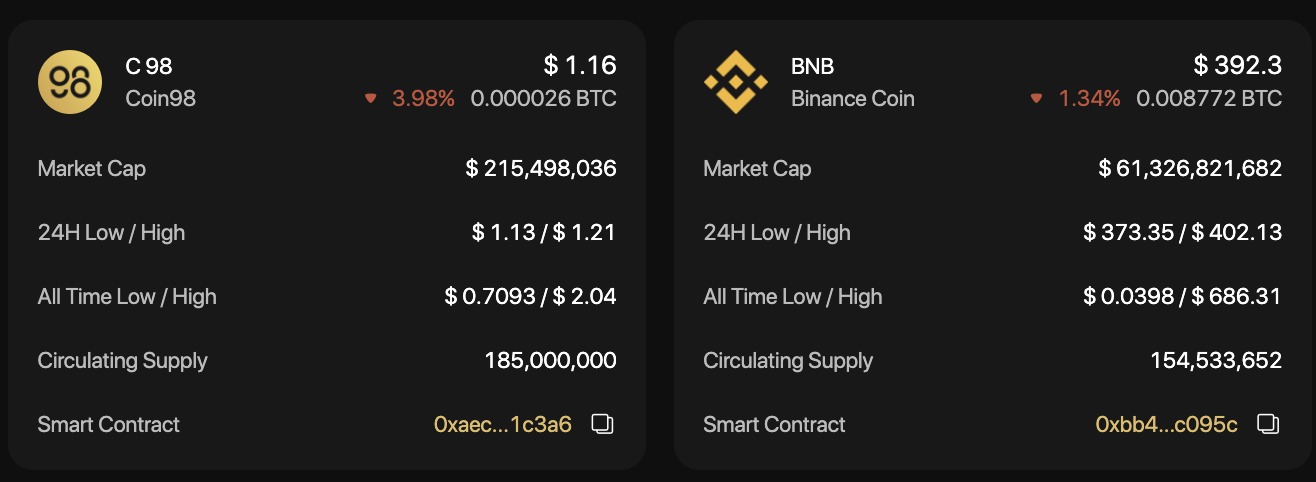 C 98
$ 1.16
Coin98
3.98% 0.000026 BTC
Market Cap $ 215,498,036
24H Low / High $ 1.13 / $ 1.21
All Time Low / High $ 0.7093 / $ 2.04
Circulating Supply 185,000,000
Smart Contract 0xaec...1c3a6
BNB
$ 392.3
Binance Coin
1.34% 0.008772 BTC
Market Cap $ 61,326,821,682
24H Low / High $ 373.35 / $ 402.13
All Time Low / High $ 0.0398 / $ 686.31
Circulating Supply 154,533,652
Smart Contract 0xbb4...c095c